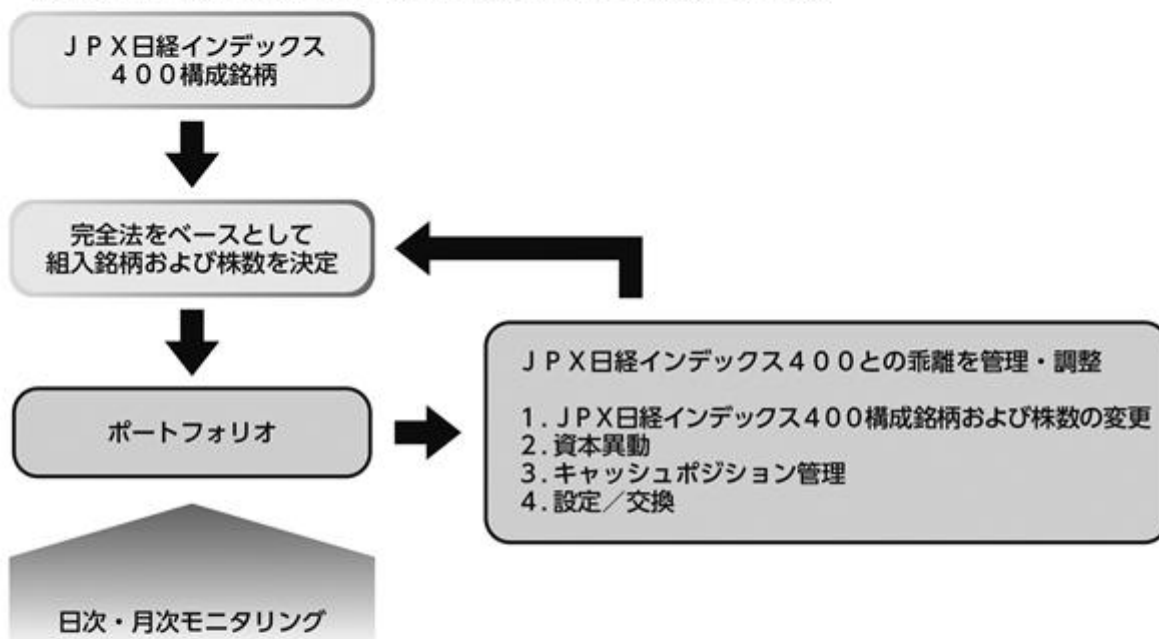 ＪＰＸ日経インデックス
４００構成銘柄
完全法をベースとして
組入銘柄および株数を決定
ポートフォリオ
ＪＰＸ日経インデックス４００との乖離を管理・調整
１．ＪＰＸ日経インデックス４００構成銘柄および株数の変更
２．資本異動
３．キャッシュポジション管理
４．設定／交換
日次・月次モニタリング